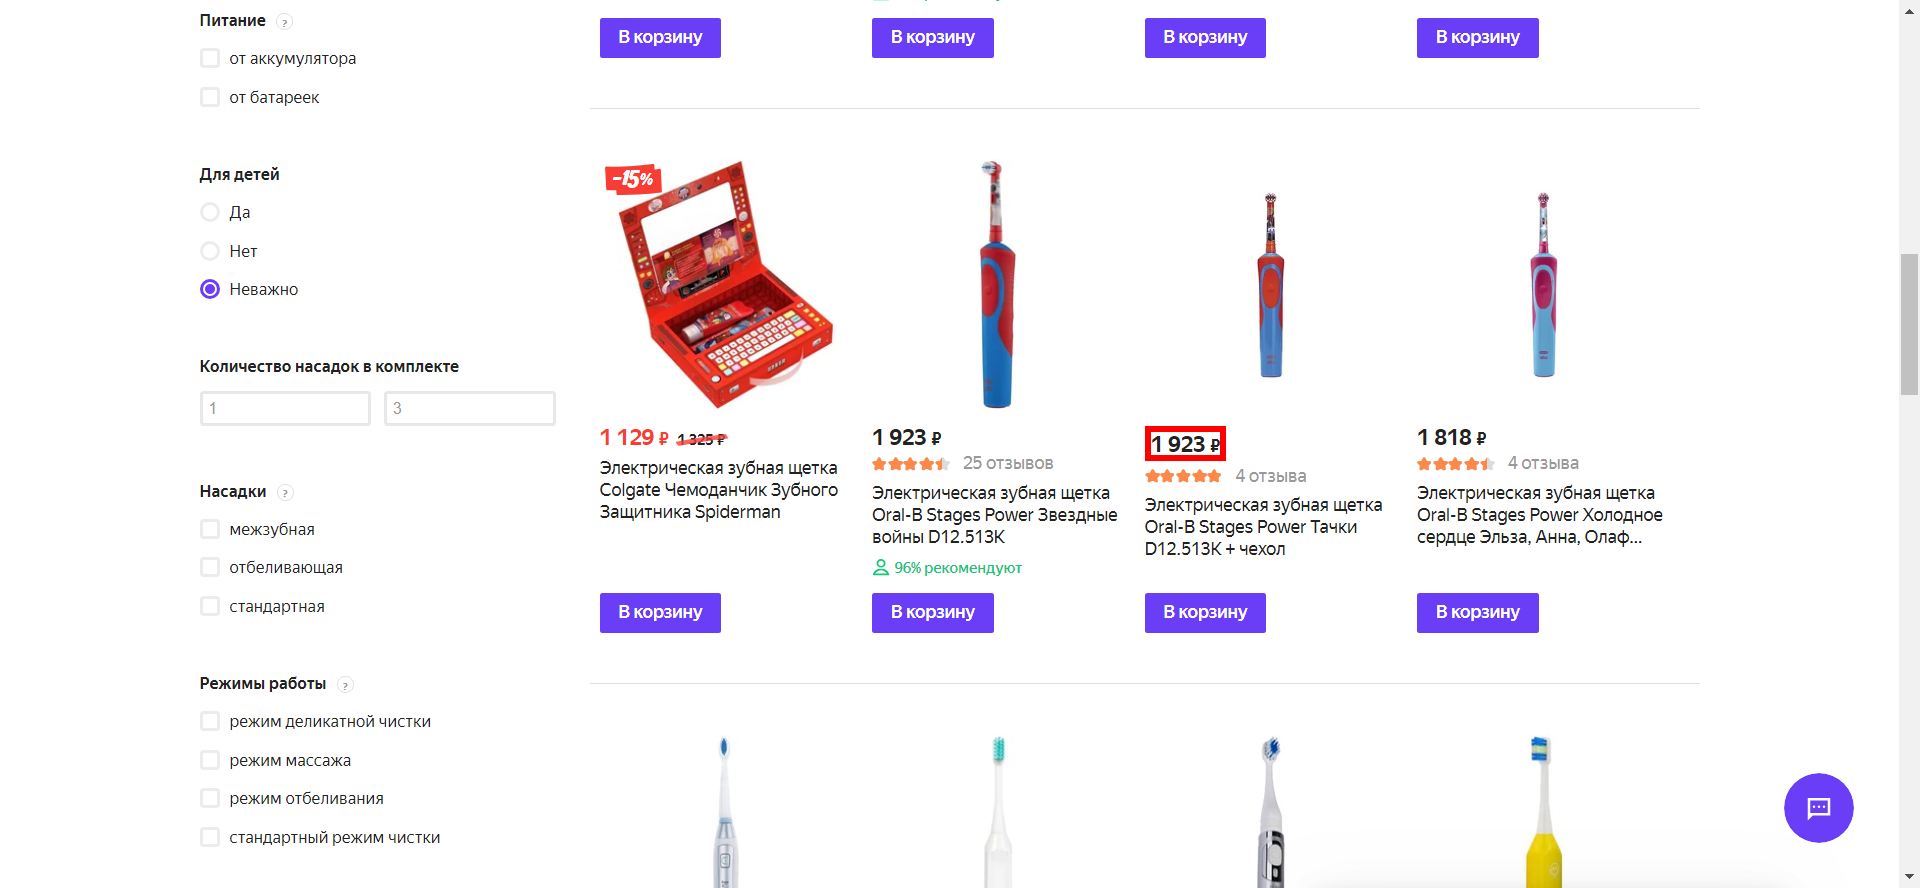 Питание ?
от аккумулятора
от батареек
Для детей
Да
Нет
Неважно
Количество насадок в комплекте
1 3
Насадки ?
межзубная
отбеливающая
стандартная
Режимы работы ?
режим деликатной чистки
режим массажа
режим отбеливания
стандартный режим чистки
В корзину
В корзину
В корзину
В корзину
-15%
1 129 ₽ 1 325 ₽
Электрическая зубная щетка
Colgate Чемоданчик Зубного
Защитника Spiderman
В корзину
1 923 ₽
25 отзывов
Электрическая зубная щетка
Oral-B Stages Power Звездные
войны D12.513K
96% рекомендуют
В корзину
1 923 ₽
4 отзыва
Электрическая зубная щетка
Oral-B Stages Power Тачки
D12.513K + чехол
В корзину
1 818 ₽
4 отзыва
Электрическая зубная щетка
Oral-B Stages Power Холодное
сердце Эльза, Анна, Олаф...
В корзину